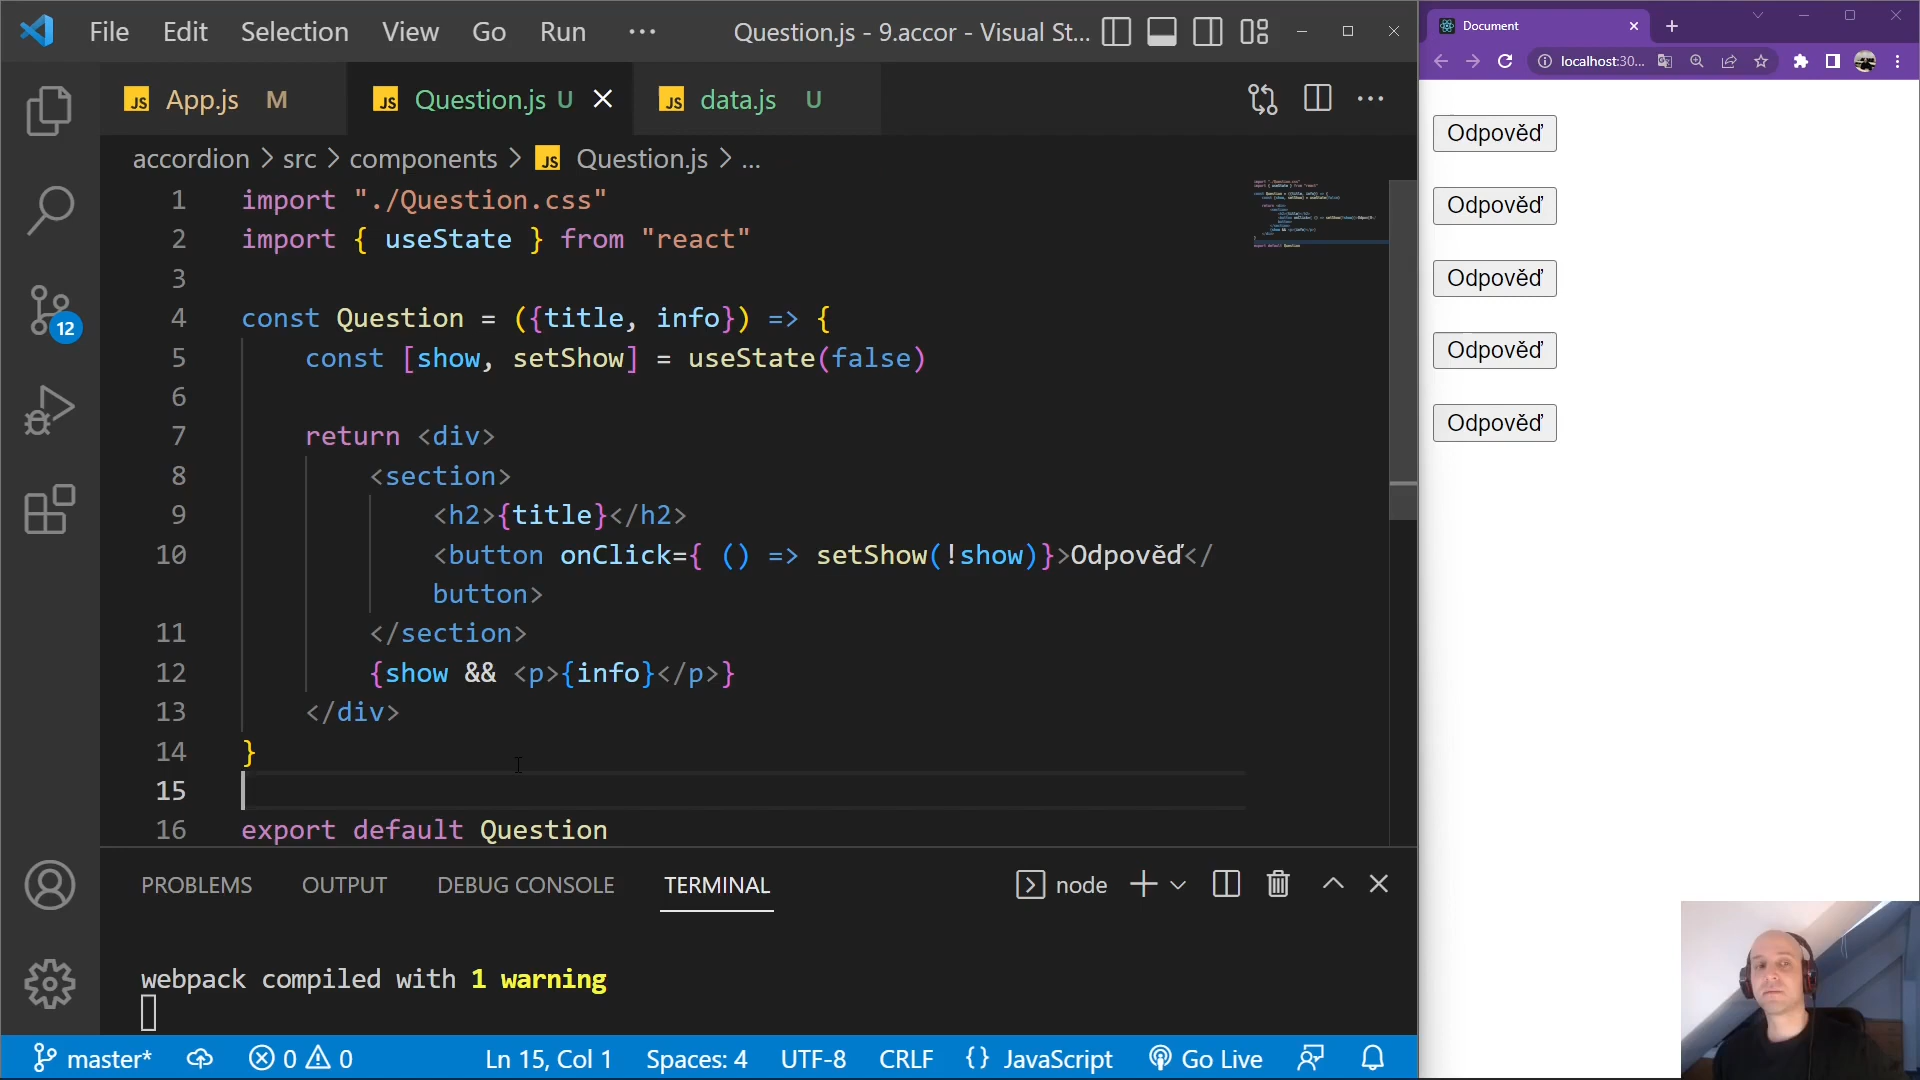 File Edit Selection View Go Run ··· Question.js - 9.accor - Visual St...
JS App.js M JS Question.js U JS data.js U
accordion > src > components > JS Question.js > ...
1 import "./Question.css"
2 import { useState } from "react"
3
4 const Question = ({title, info}) => {
5 const [show, setShow] = useState(false)
6
7 return <div>
8 <section>
9 <h2>{title}</h2>
10 <button onClick={ () => setShow(!show)}>Odpověď</
button>
11 </section>
12 {show && <p>{info}</p>}
13 </div>
14 }
15
16 export default Question
12
PROBLEMS OUTPUT DEBUG CONSOLE TERMINAL node
webpack compiled with 1 warning
master* 0 0 Ln 15, Col 1 Spaces: 4 UTF-8 CRLF {} JavaScript Go Live
Document
localhost:30...
Odpověď
Odpověď
Odpověď
Odpověď
Odpověď